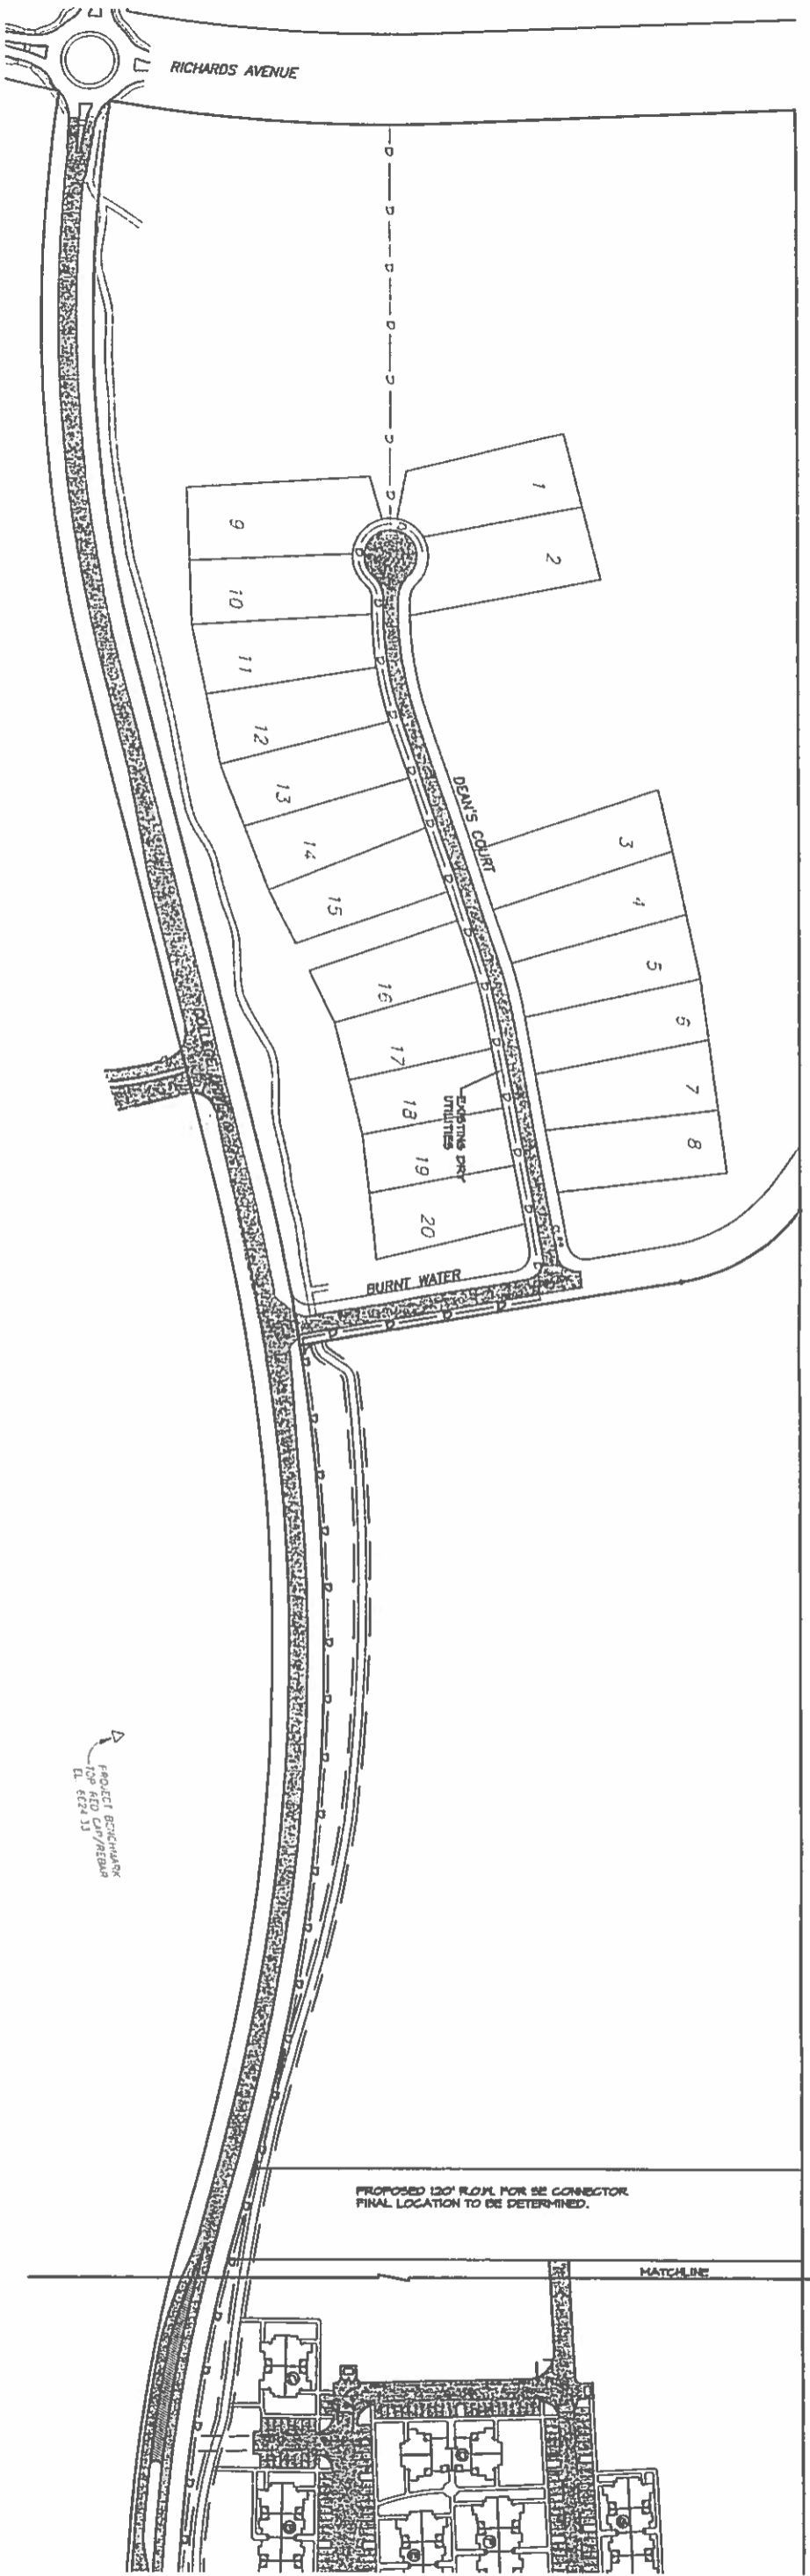 RICHARDS AVENUE
1
2
9
10
11
12
13
14
15
DEAN'S COURT
3
4
5
6
7
8
16
17
18
19
20
EXISTING DRY
UTILITIES
BURNT WATER
PROJECT BENCHMARK
TOP RED CAP/REBAR
PROPOSED 120' R.O.W. FOR SE CONNECTOR
FINAL LOCATION TO BE DETERMINED.
MATCHLINE